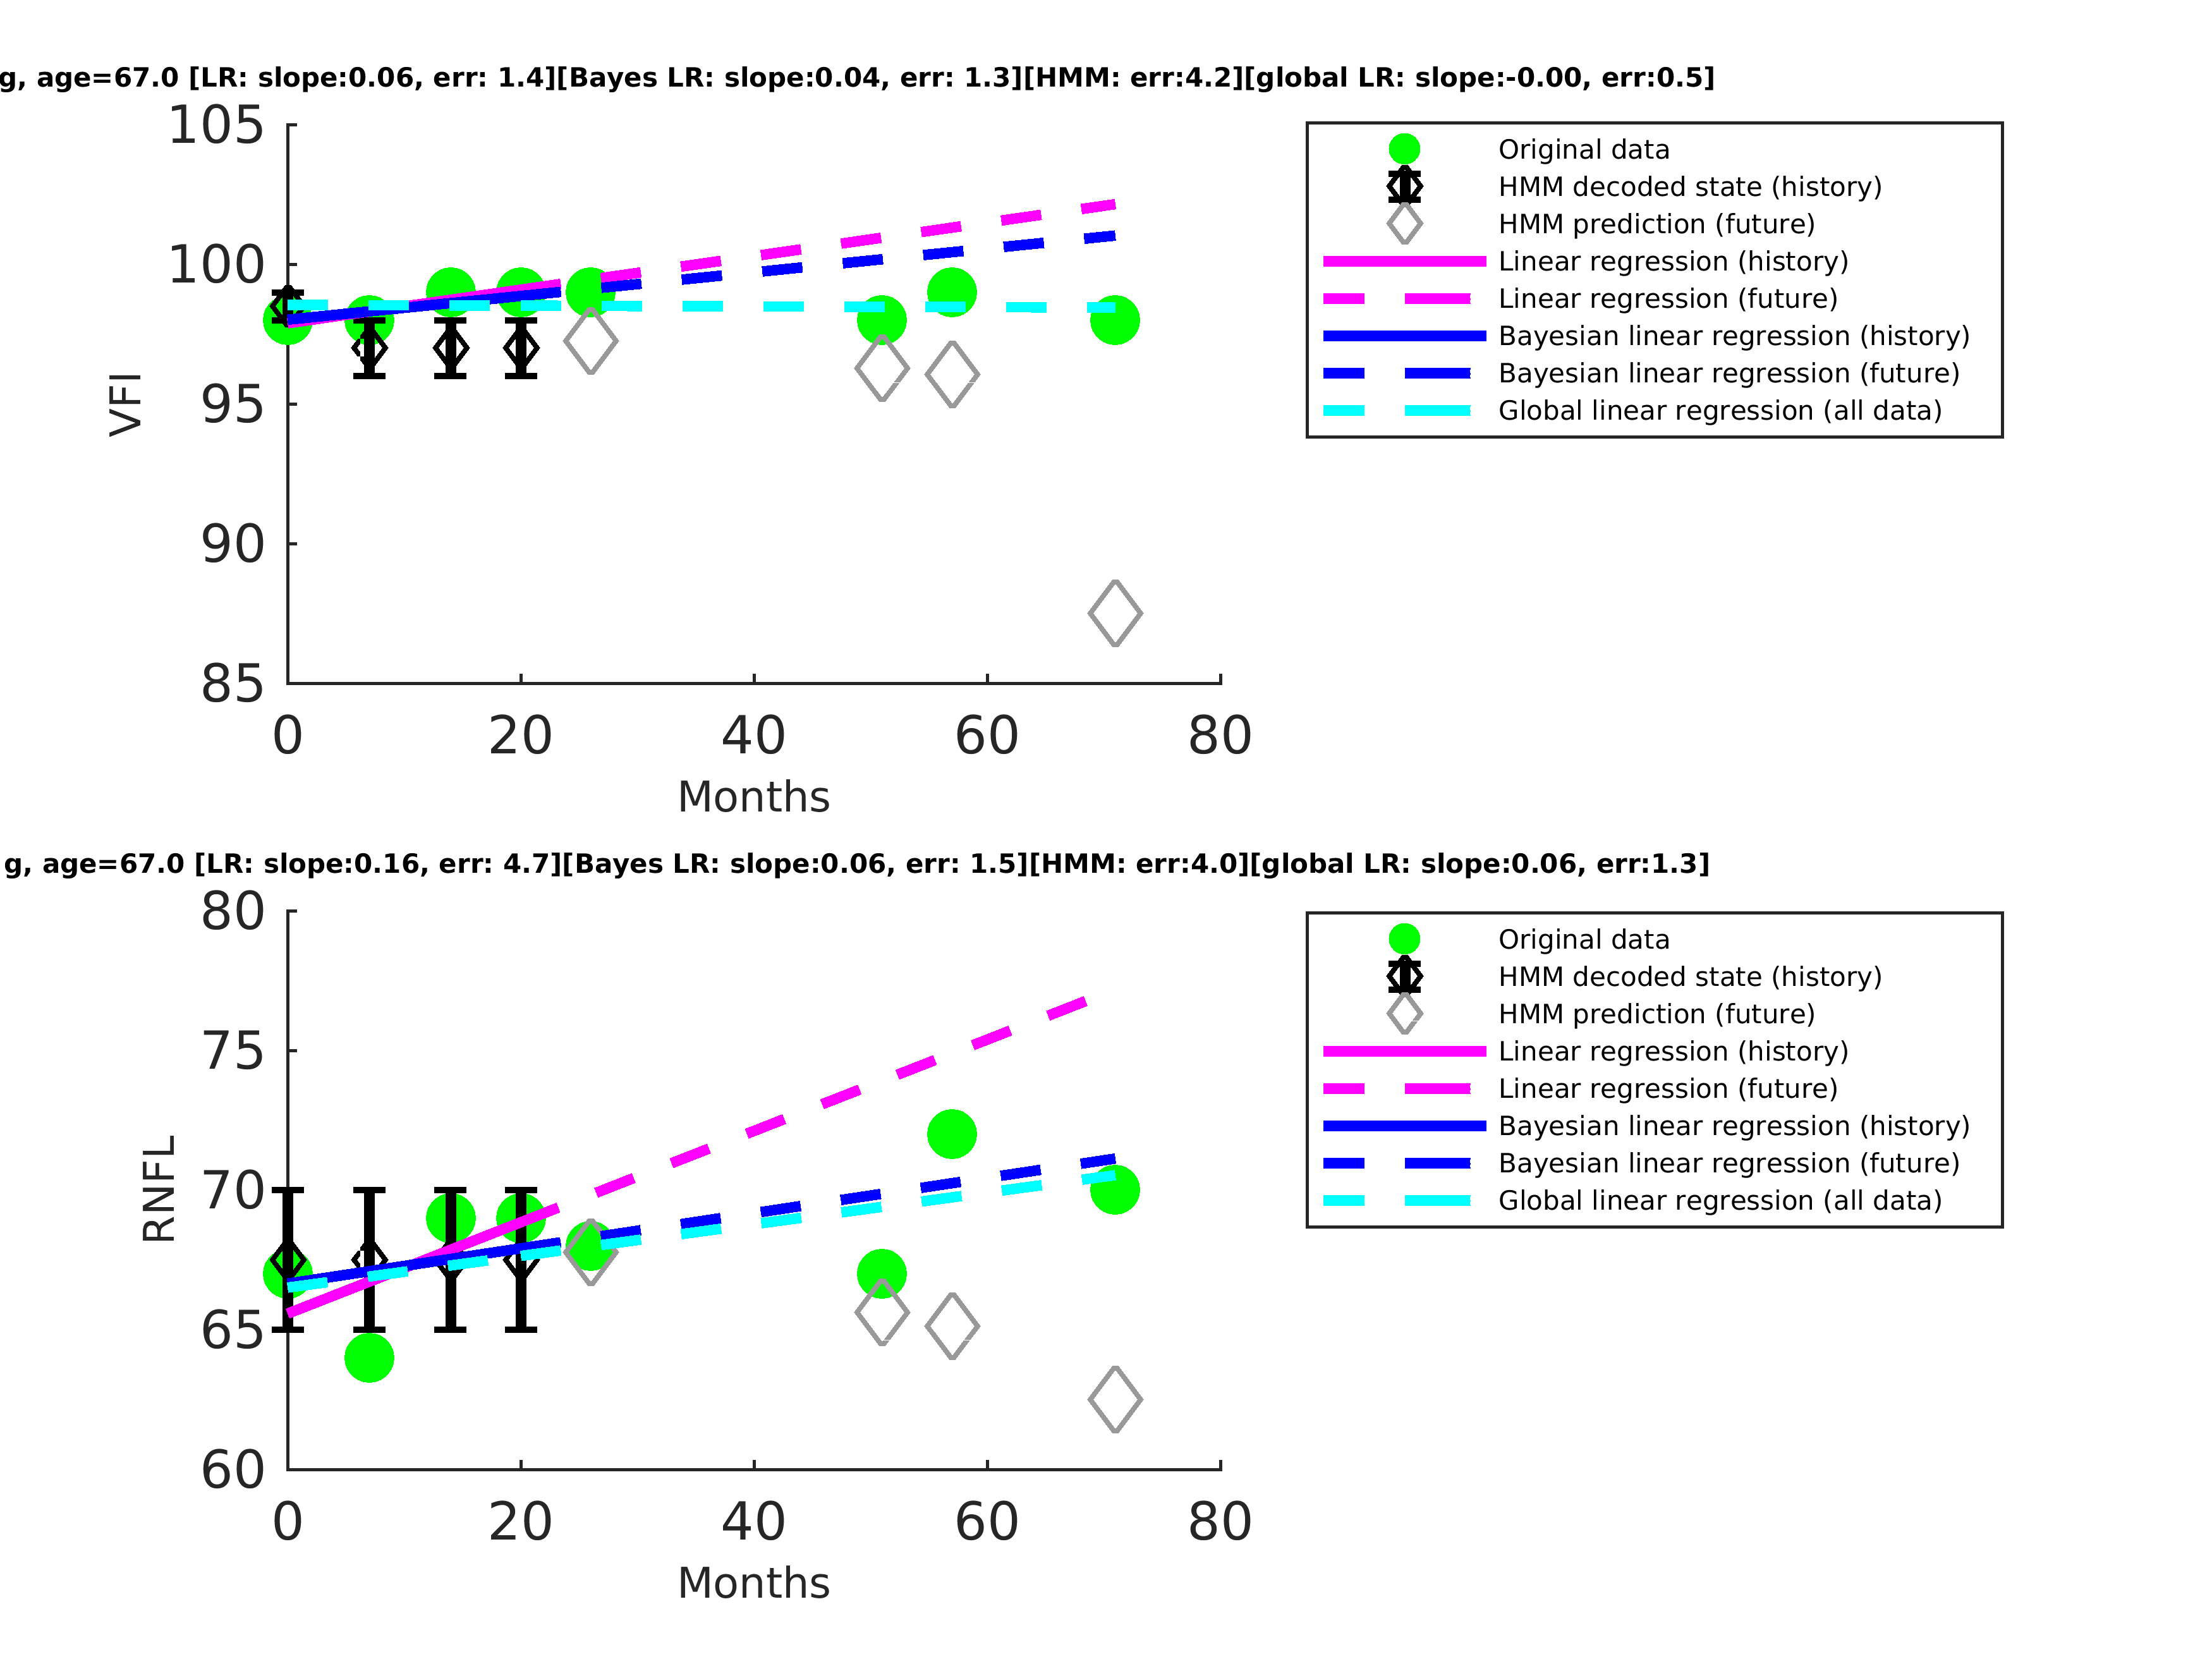 g, age=67.0 [LR: slope:0.06, err: 1.4][Bayes LR: slope:0.04, err: 1.3][HMM: err:4.2][global LR: slope:-0.00, err:0.5]
105
100
95
90
85
VFI
0 20 40 60 80
Months
Original data
HMM decoded state (history)
HMM prediction (future)
Linear regression (history)
Linear regression (future)
Bayesian linear regression (history)
Bayesian linear regression (future)
Global linear regression (all data)
g, age=67.0 [LR: slope:0.16, err: 4.7][Bayes LR: slope:0.06, err: 1.5][HMM: err:4.0][global LR: slope:0.06, err:1.3]
80
75
70
65
60
RNFL
0 20 40 60 80
Months
Original data
HMM decoded state (history)
HMM prediction (future)
Linear regression (history)
Linear regression (future)
Bayesian linear regression (history)
Bayesian linear regression (future)
Global linear regression (all data)